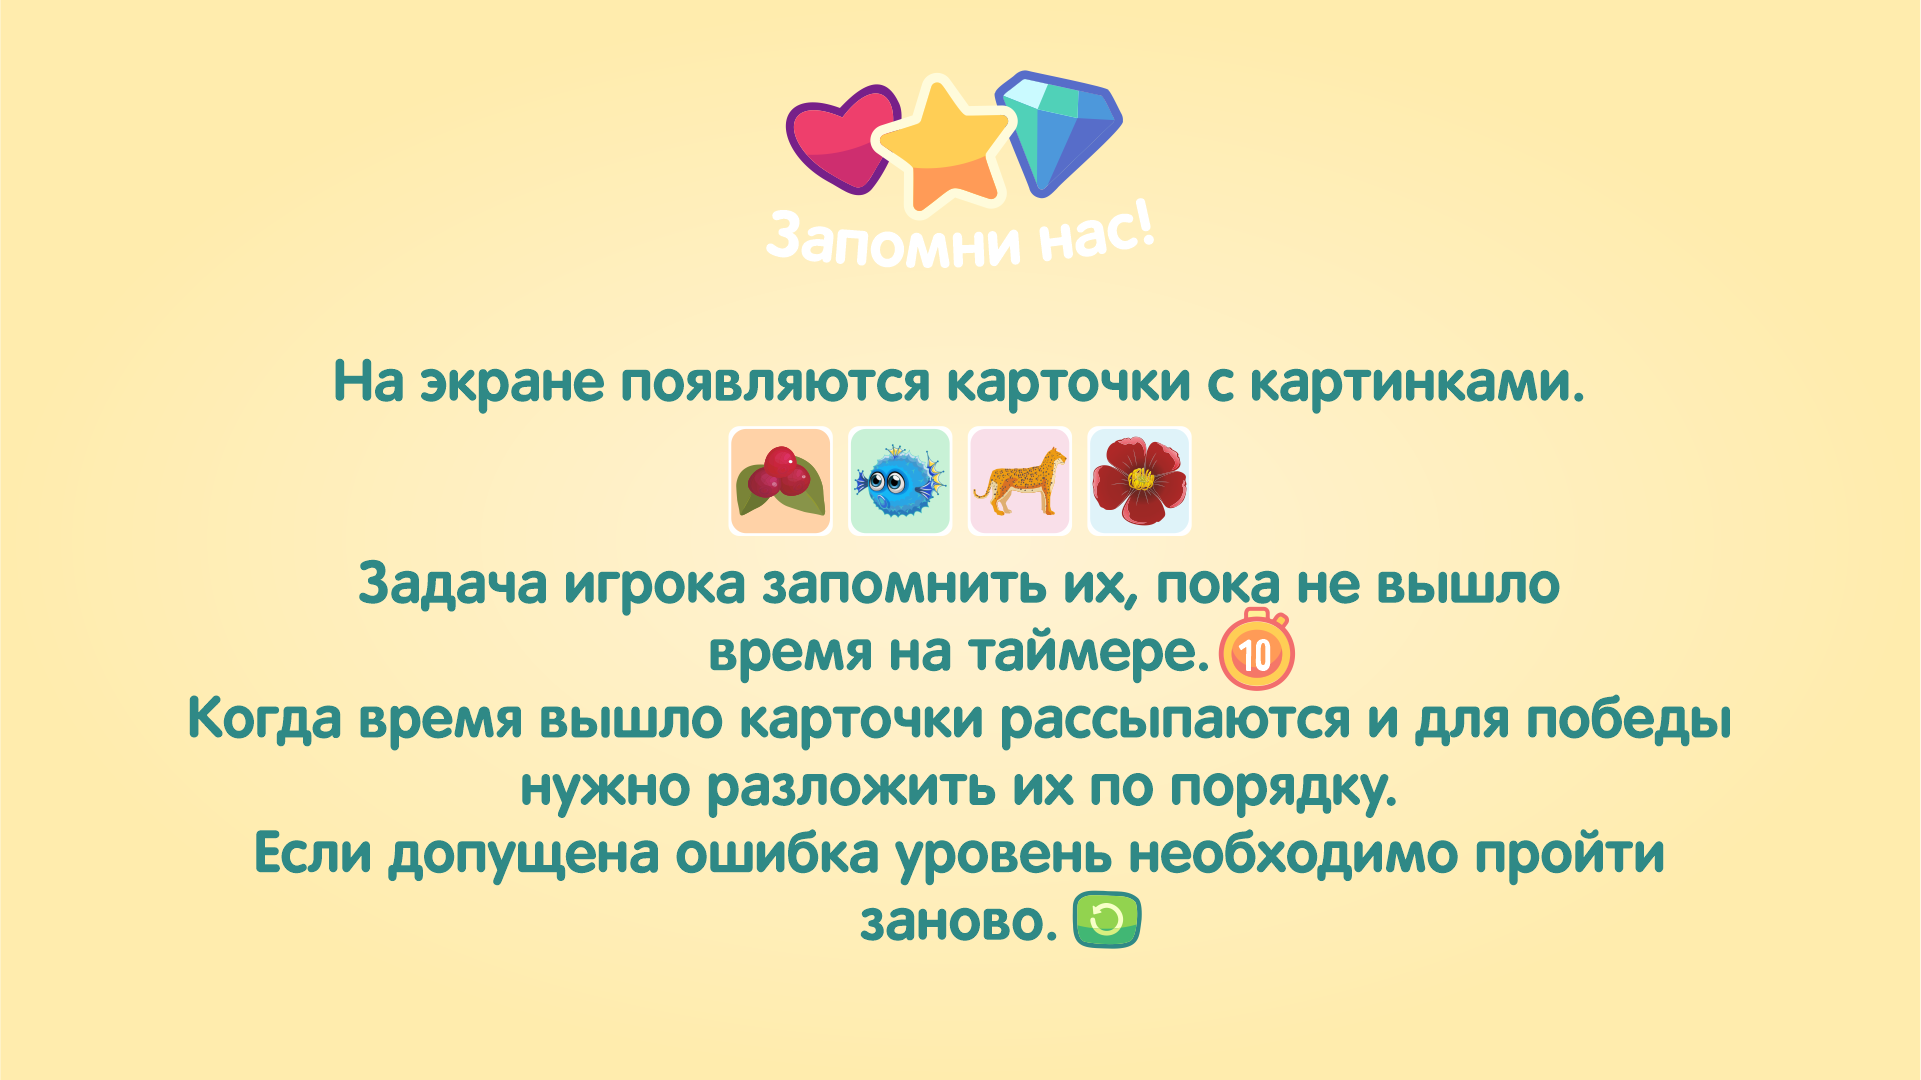 Запомни нас!
На экране появляются карточки с картинками.
Задача игрока запомнить их, пока не вышло
время на таймере. 10
Когда время вышло карточки рассыпаются и для победы
нужно разложить их по порядку.
Если допущена ошибка уровень необходимо пройти
заново.